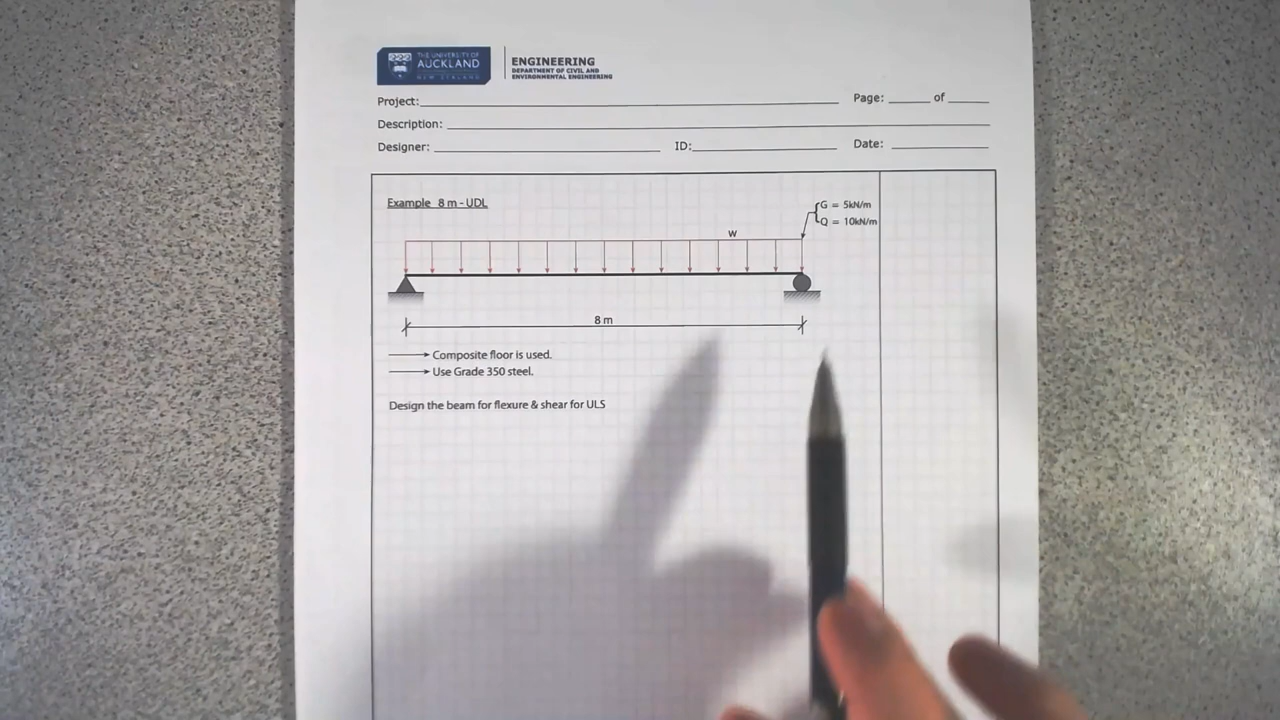 THE UNIVERSITY OF
AUCKLAND
NEW ZEALAND
ENGINEERING
DEPARTMENT OF CIVIL AND
ENVIRONMENTAL ENGINEERING
Project:
Page: of
Description:
Designer: ID: Date:
Example 8 m - UDL
G = 5kN/m
Q = 10kN/m
w
8 m
Composite floor is used.
Use Grade 350 steel.
Design the beam for flexure & shear for ULS